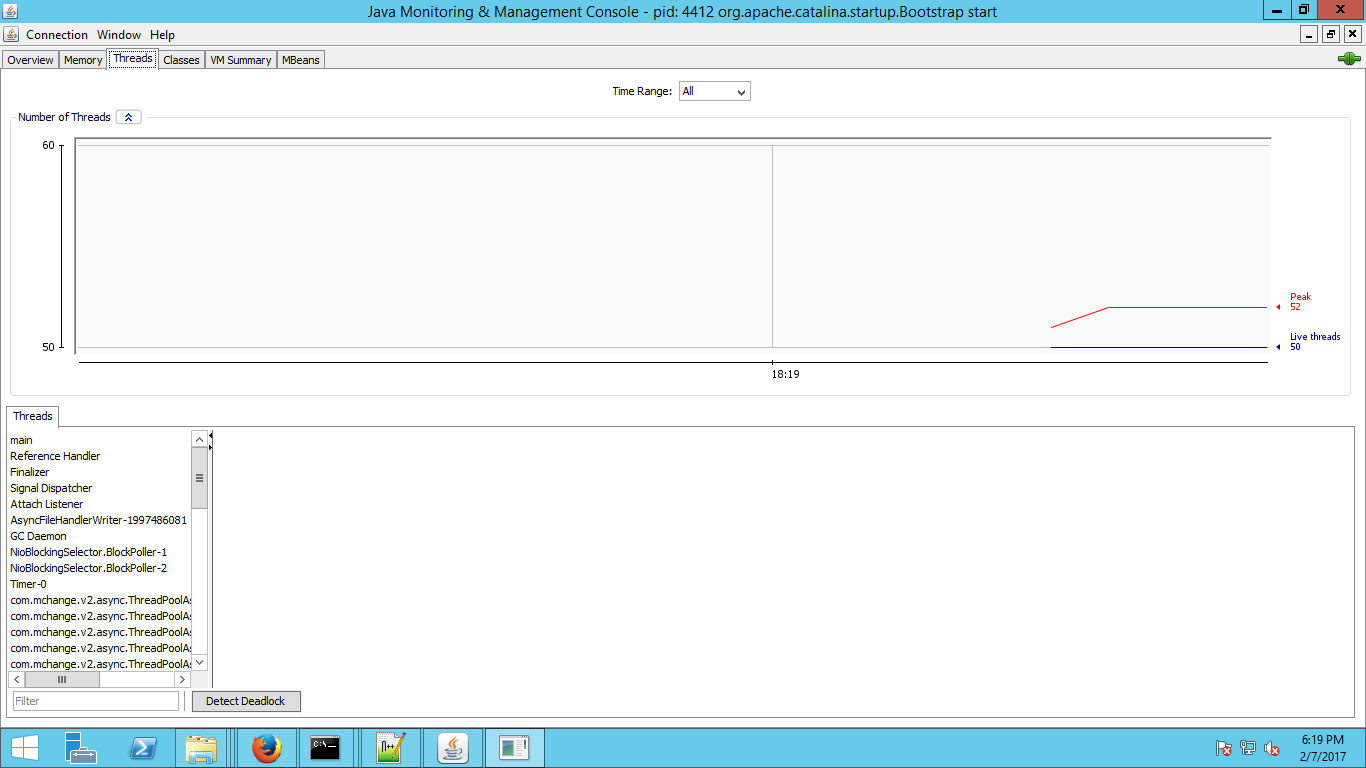 Java Monitoring & Management Console - pid: 4412 org.apache.catalina.startup.Bootstrap start
Connection Window Help
Overview Memory Threads Classes VM Summary MBeans
Time Range: All
Number of Threads
60
50
Peak
52
Live threads
50
18:19
Threads
main
Reference Handler
Finalizer
Signal Dispatcher
Attach Listener
AsyncFileHandlerWriter-1997486081
GC Daemon
NioBlockingSelector.BlockPoller-1
NioBlockingSelector.BlockPoller-2
Timer-0
com.mchange.v2.async.ThreadPoolAs
com.mchange.v2.async.ThreadPoolAs
com.mchange.v2.async.ThreadPoolAs
com.mchange.v2.async.ThreadPoolAs
com.mchange.v2.async.ThreadPoolAs
Filter Detect Deadlock
C:\_
6:19 PM
2/7/2017